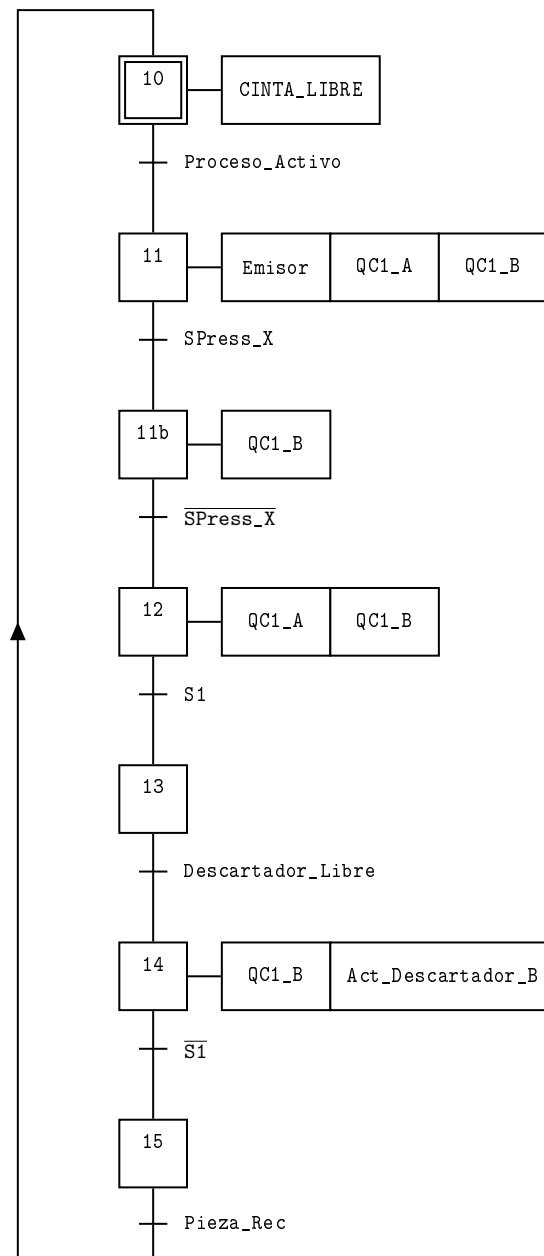 10 CINTA_LIBRE
Proceso_Activo
11 Emisor QC1_A QC1_B
SPress_X
11b QC1_B
SPress_X
12 QC1_A QC1_B
S1
13
Descartador_Libre
14 QC1_B Act_Descartador_B
S1
15
Pieza_Rec